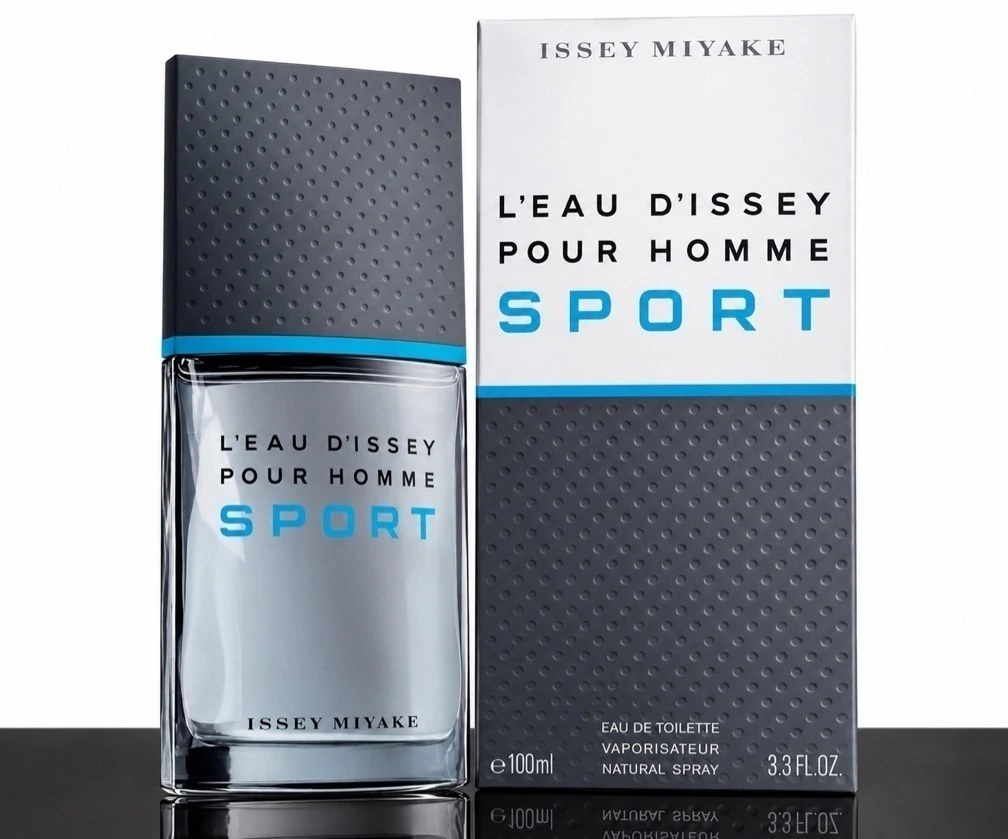 L'EAU D'ISSEY
POUR HOMME
SPORT
ISSEY MIYAKE
ISSEY MIYAKE
L'EAU D'ISSEY
POUR HOMME
SPORT
EAU DE TOILETTE
VAPORISATEUR
NATURAL SPRAY
℮100ml
3.3 FL.OZ.